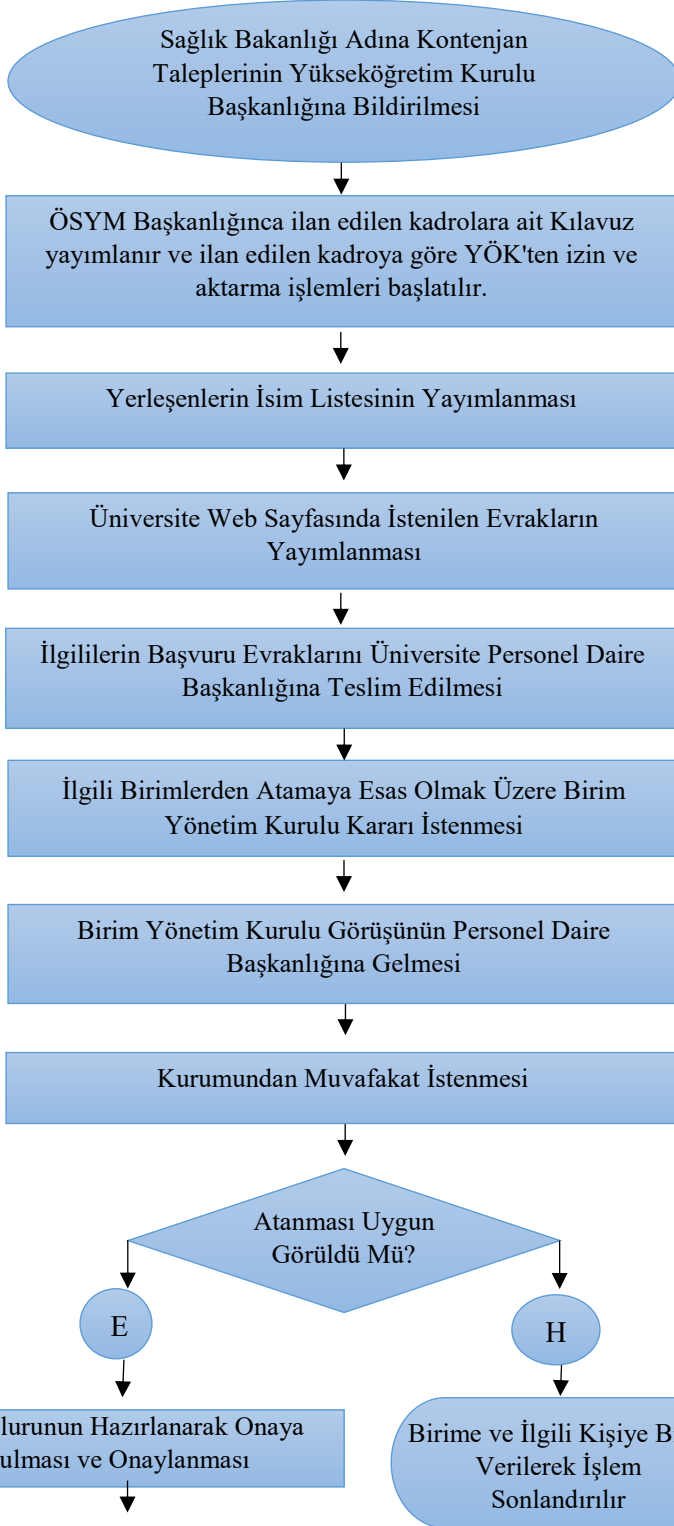 Sağlık Bakanlığı Adına Kontenjan
Taleplerinin Yükseköğretim Kurulu
Başkanlığına Bildirilmesi
ÖSYM Başkanlığınca ilan edilen kadrolara ait Kılavuz
yayımlanır ve ilan edilen kadroya göre YÖK'ten izin ve
aktarma işlemleri başlatılır.
Yerleşenlerin İsim Listesinin Yayımlanması
Üniversite Web Sayfasında İstenilen Evrakların
Yayımlanması
İlgililerin Başvuru Evraklarını Üniversite Personel Daire
Başkanlığına Teslim Edilmesi
İlgili Birimlerden Atamaya Esas Olmak Üzere Birim
Yönetim Kurulu Kararı İstenmesi
Birim Yönetim Kurulu Görüşünün Personel Daire
Başkanlığına Gelmesi
Kurumundan Muvafakat İstenmesi
Atanması Uygun
Görüldü Mü?
E
H
Hazırlanarak Onaya
ve Onaylanması
Birime ve İlgili Kişiye
Verilerek İşlem
Sonlandırılır